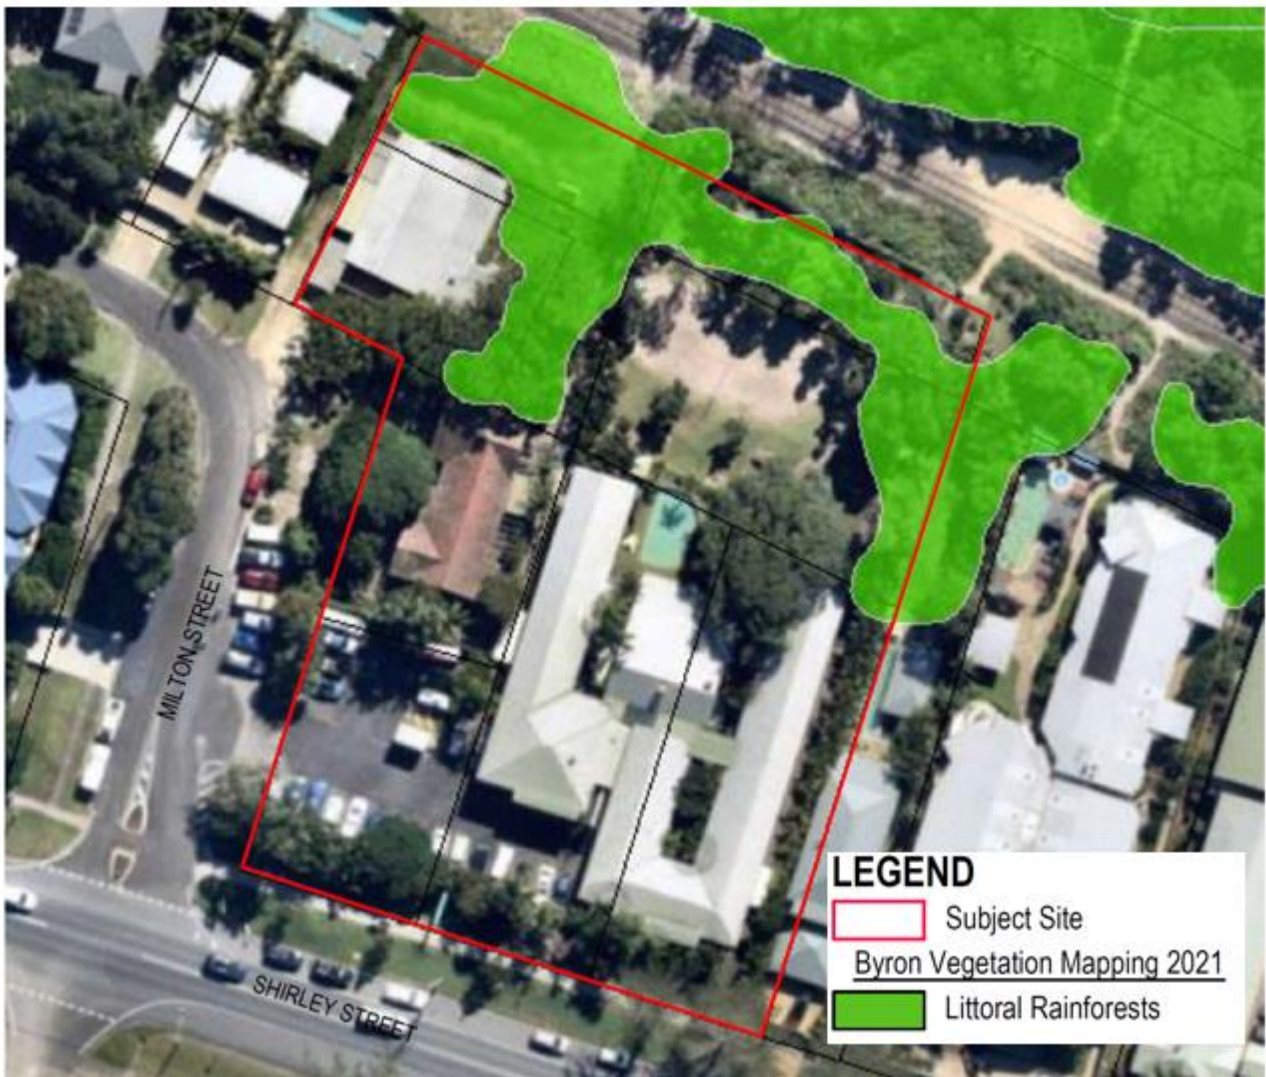 MILTON STREET
SHIRLEY STREET
LEGEND
Subject Site
Byron Vegetation Mapping 2021
Littoral Rainforests